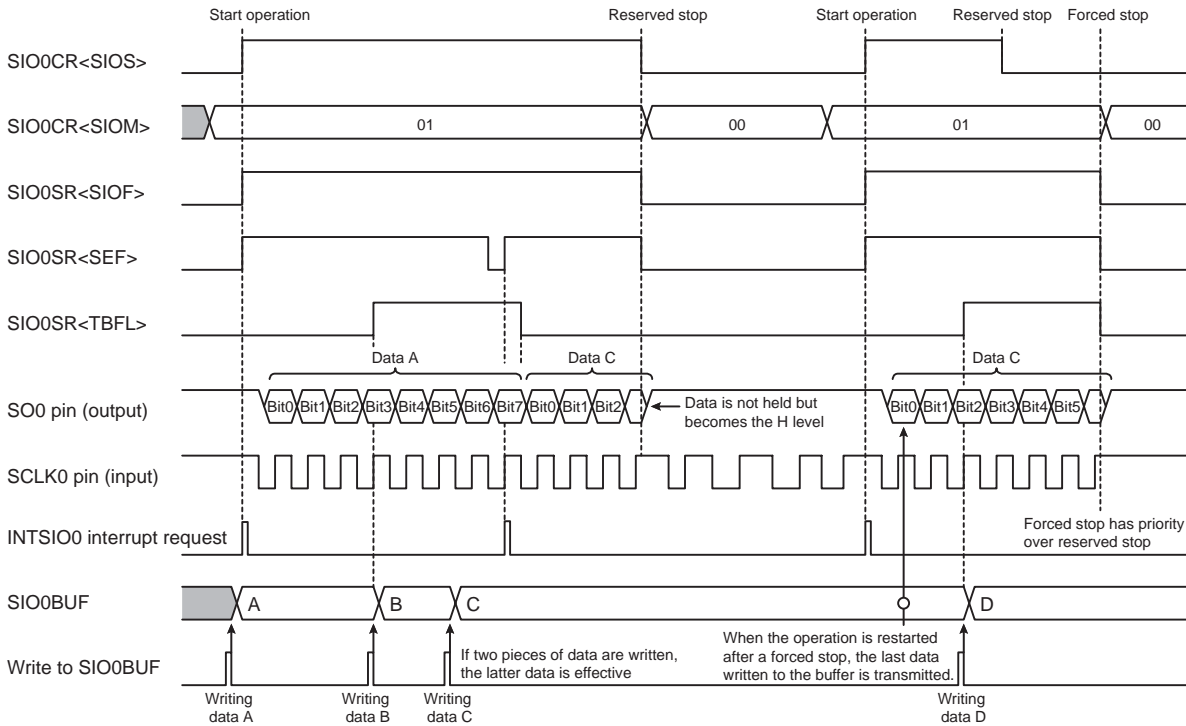 Start operation Reserved stop Start operation Reserved stop Forced stop
SIO0CR<SIOS>
SIO0CR<SIOM> 01 00 01 00
SIO0SR<SIOF>
SIO0SR<SEF>
SIO0SR<TBFL>
Data A Data C Data C
SO0 pin (output) Bit0 Bit1 Bit2 Bit3 Bit4 Bit5 Bit6 Bit7 Bit0 Bit1 Bit2 Bit0 Bit1 Bit2 Bit3 Bit4 Bit5
Data is not held but
becomes the H level
SCLK0 pin (input)
INTSIO0 interrupt request
Forced stop has priority
over reserved stop
SIO0BUF A B C D
Write to SIO0BUF
If two pieces of data are written,
the latter data is effective
When the operation is restarted
after a forced stop, the last data
written to the buffer is transmitted.
Writing
data A
Writing
data B
Writing
data C
Writing
data D